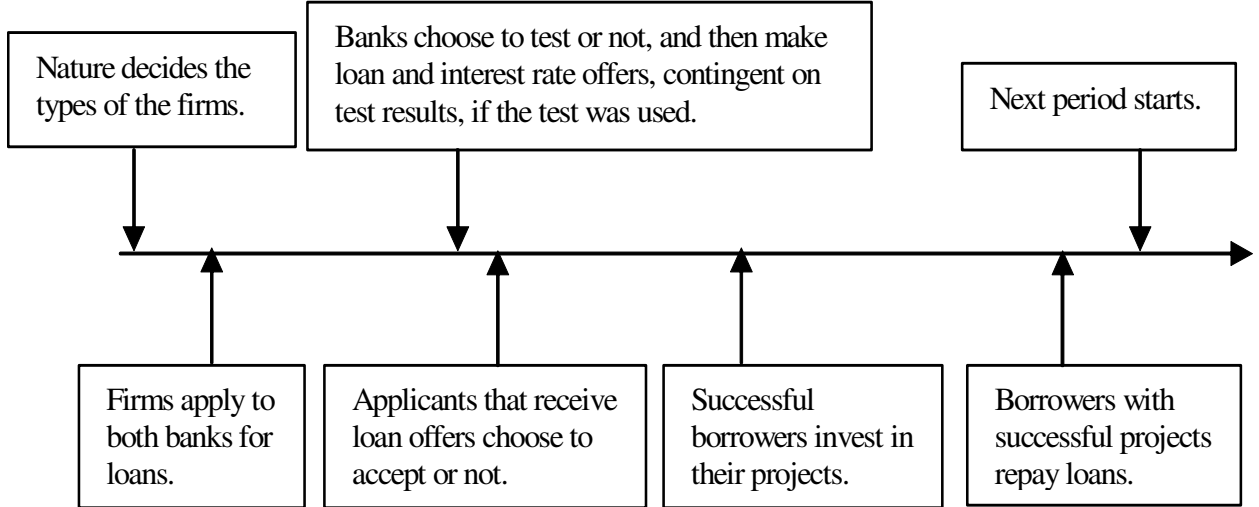 Nature decides the
types of the firms.
Banks choose to test or not, and then make
loan and interest rate offers, contingent on
test results, if the test was used.
Next period starts.
Firms apply to
both banks for
loans.
Applicants that receive
loan offers choose to
accept or not.
Successful
borrowers invest in
their projects.
Borrowers with
successful projects
repay loans.